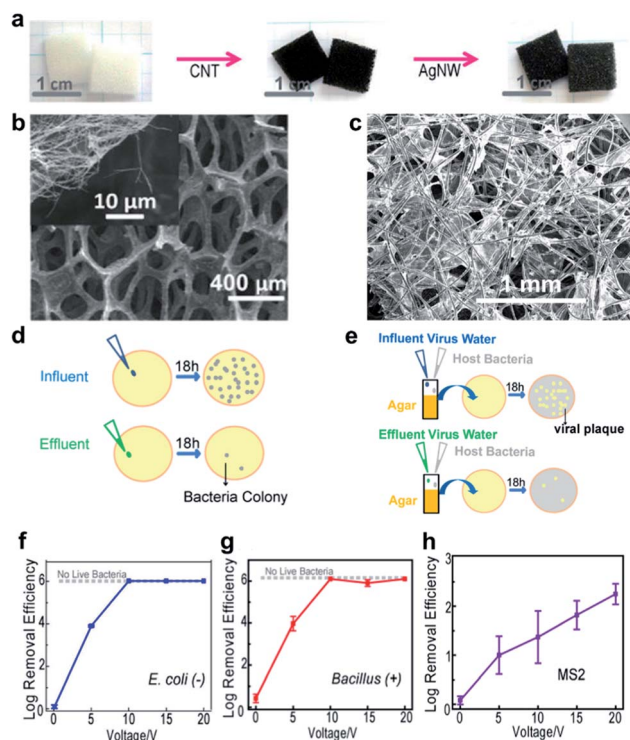 a
1 cm
CNT
1 cm
AgNW
1 cm
b
10 µm
400 µm
c
1 mm
d
Influent
18h
Effluent
18h
Bacteria Colony
e
Influent Virus Water
Host Bacteria
Agar
18h
viral plaque
Effluent Virus Water
Host Bacteria
Agar
18h
f
Log Removal Efficiency
6
4
2
0
No Live Bacteria
E. coli (-)
0 5 10 15 20
Voltage/V
g
Log Removal Efficiency
6
4
2
0
No Live Bacteria
Bacillus (+)
0 5 10 15 20
Voltage/V
h
Log Removal Efficiency
3
2
1
0
MS2
0 5 10 15 20
Voltage/V